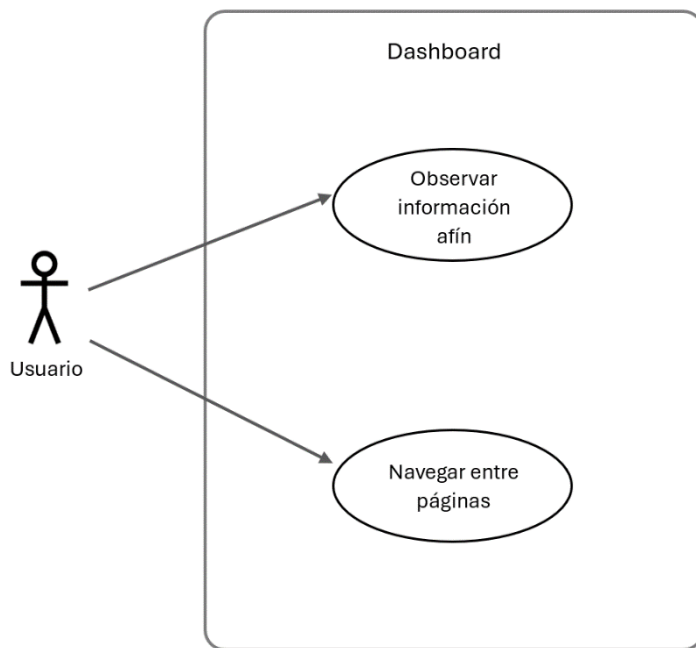 Dashboard
Observar
información
afín
Usuario
Navegar entre
páginas